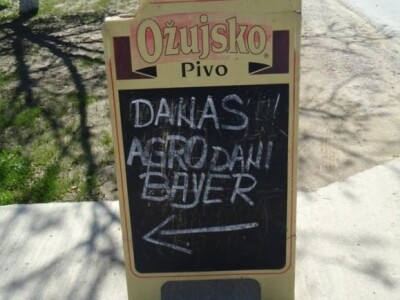 Ožujsko
Pivo
DANAS !!
AGRO DANI
BAYER